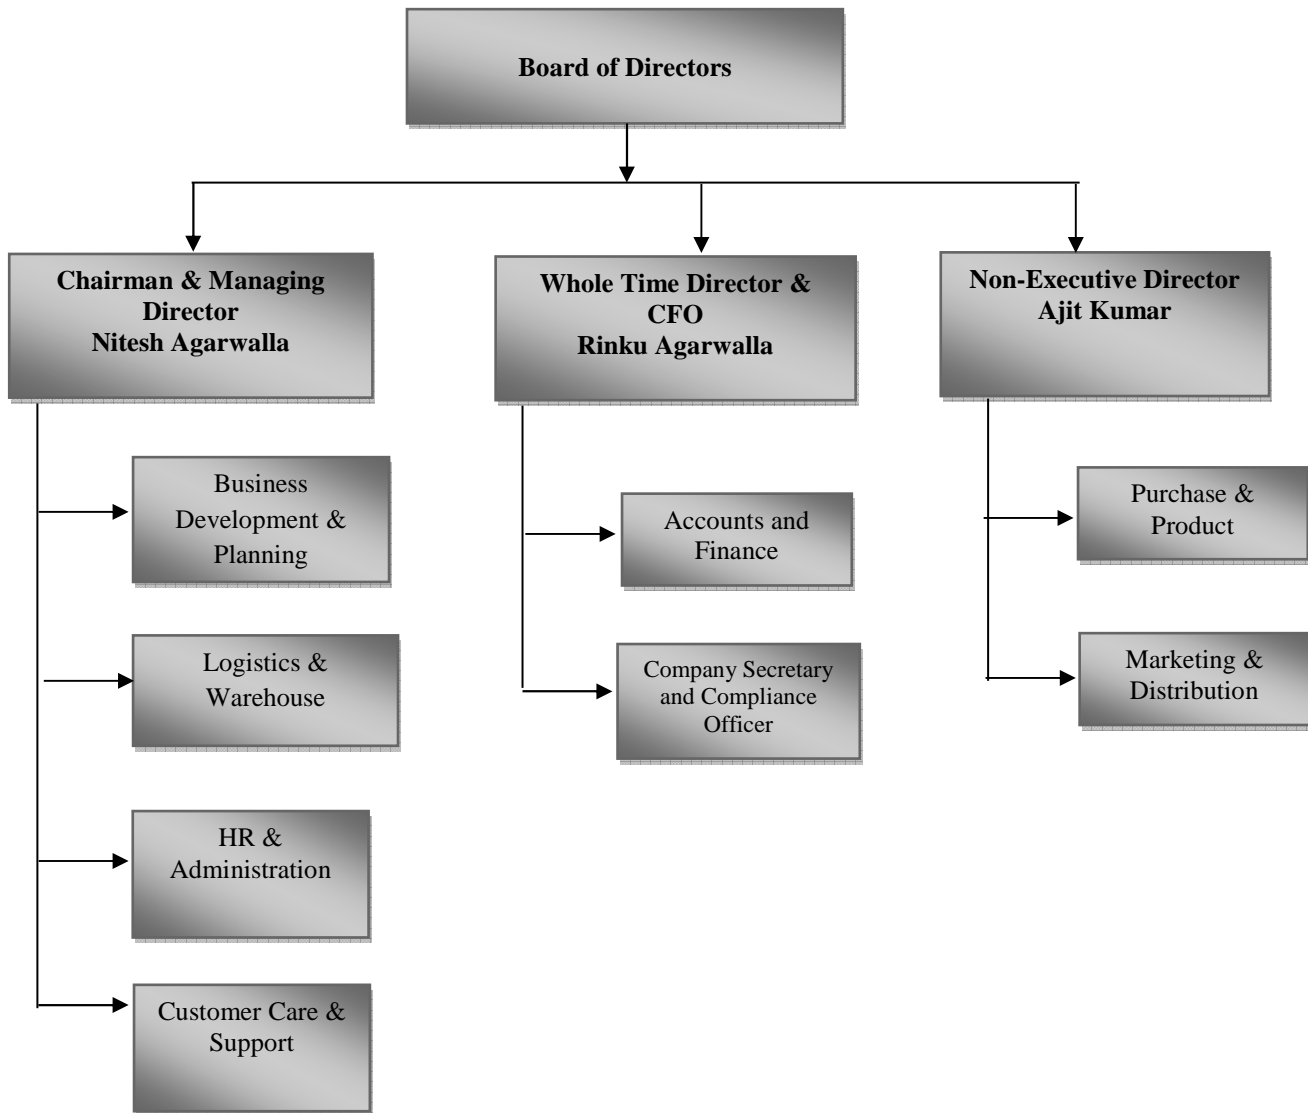 Board of Directors
Chairman & Managing
Director
Nitesh Agarwalla
Whole Time Director &
CFO
Rinku Agarwalla
Non-Executive Director
Ajit Kumar
Business
Development &
Planning
Logistics &
Warehouse
HR &
Administration
Customer Care &
Support
Accounts and
Finance
Company Secretary
and Compliance
Officer
Purchase &
Product
Marketing &
Distribution